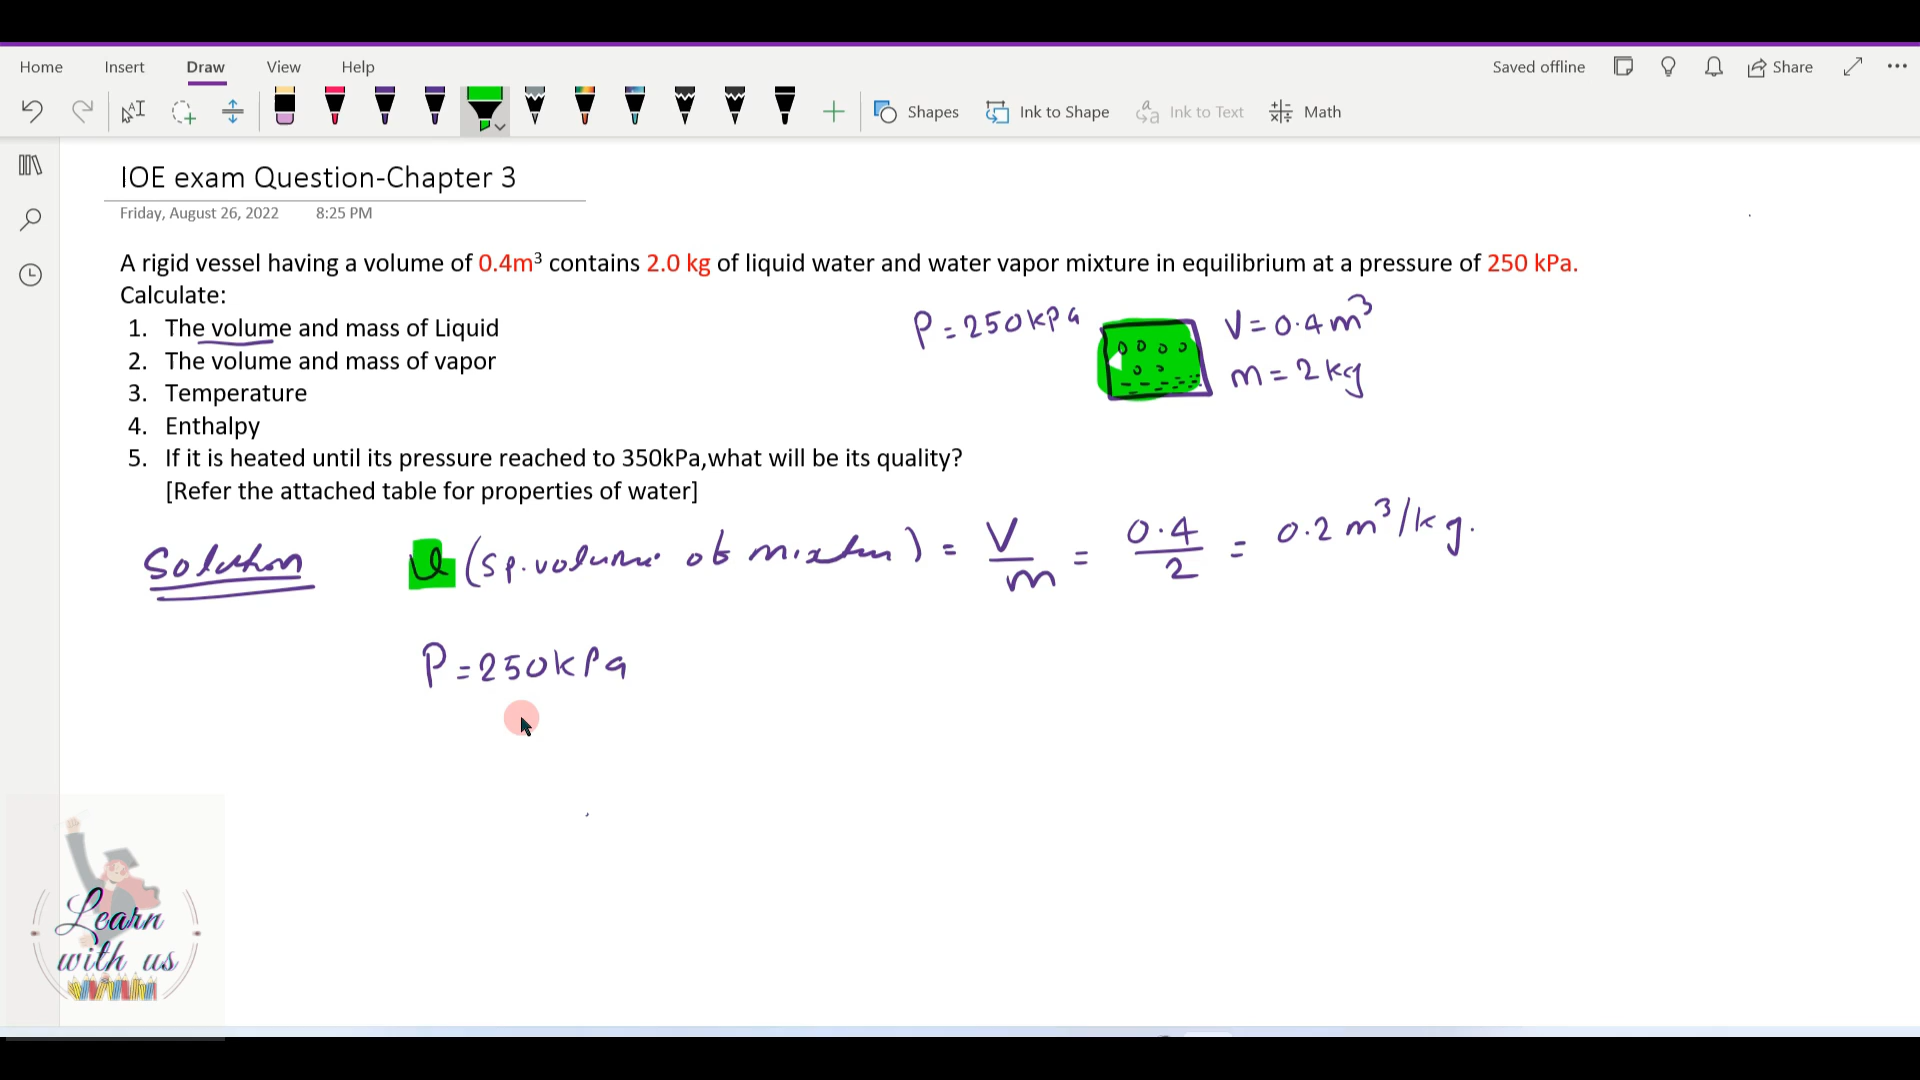 Home Insert Draw View Help Saved offline Share
Shapes Ink to Shape Ink to Text Math
IOE exam Question-Chapter 3
Friday, August 26, 2022 8:25 PM
A rigid vessel having a volume of 0.4m³ contains 2.0 kg of liquid water and water vapor mixture in equilibrium at a pressure of 250 kPa.
Calculate:
1. The volume and mass of Liquid
2. The volume and mass of vapor
3. Temperature
4. Enthalpy
5. If it is heated until its pressure reached to 350kPa,what will be its quality?
[Refer the attached table for properties of water]
P = 250kPa
V = 0.4 m³
m = 2 kg
Solution v (sp. volume of mixture) = V/m = 0.4/2 = 0.2 m³/kg.
P = 250kPa
Learn
with us